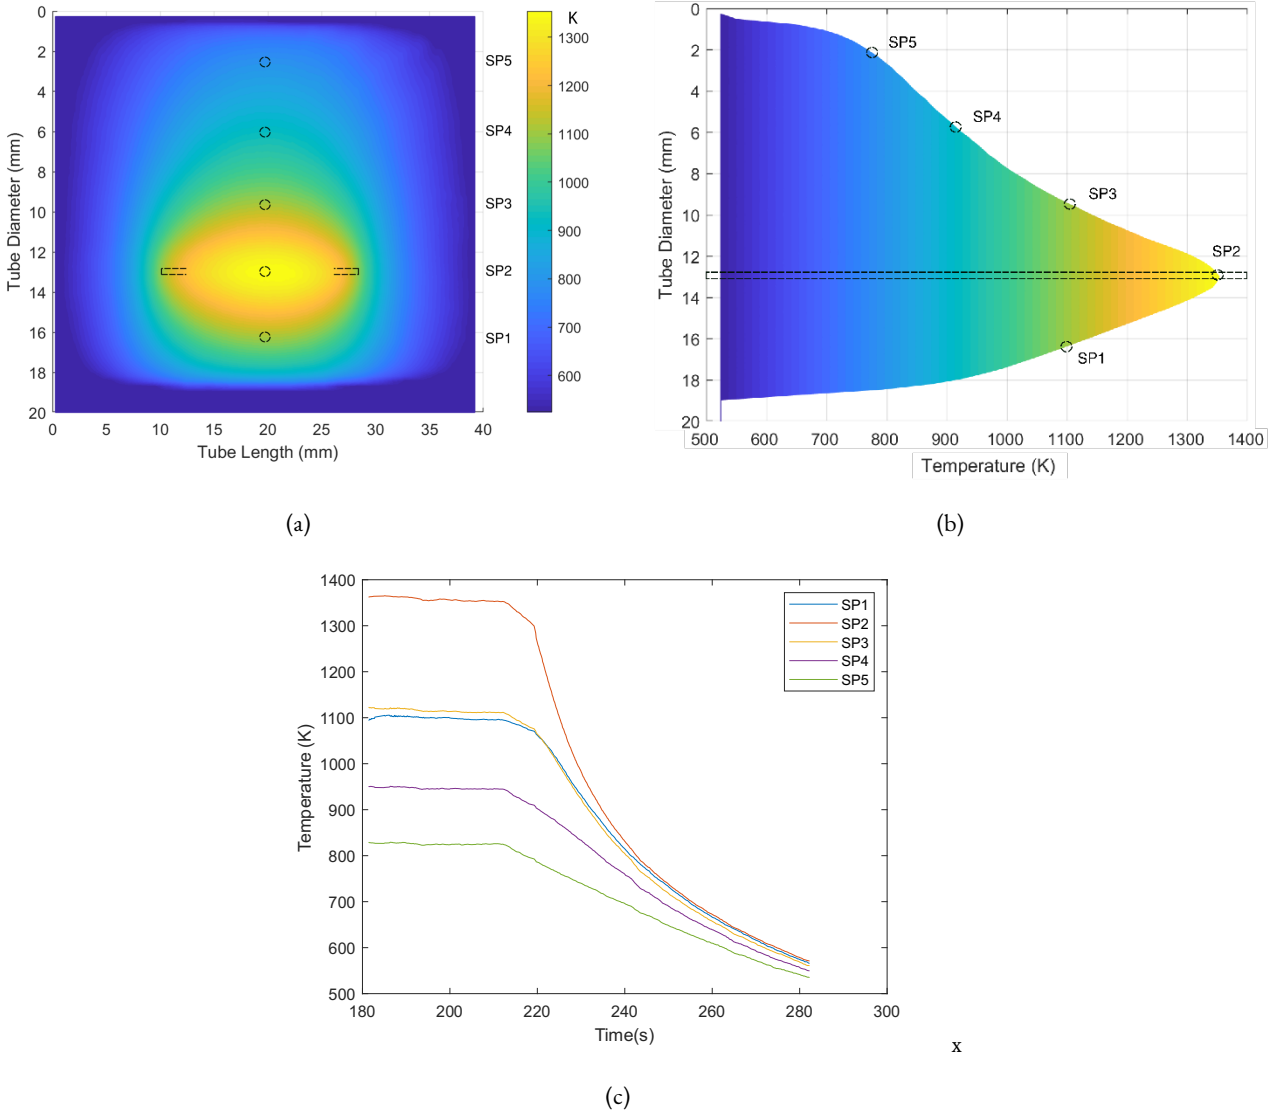 0
2
4
6
8
10
12
14
16
18
20
Tube Diameter (mm)
0 5 10 15 20 25 30 35 40
Tube Length (mm)
SP5
SP4
SP3
SP2
SP1
K
1300
1200
1100
1000
900
800
700
600
(a)
0
2
4
6
8
10
12
14
16
18
20
Tube Diameter (mm)
SP5
SP4
SP3
SP2
SP1
500 600 700 800 900 1000 1100 1200 1300 1400
Temperature (K)
(b)
1400
1300
1200
1100
1000
900
800
700
600
500
Temperature (K)
SP1
SP2
SP3
SP4
SP5
180 200 220 240 260 280 300
Time(s)
x
(c)